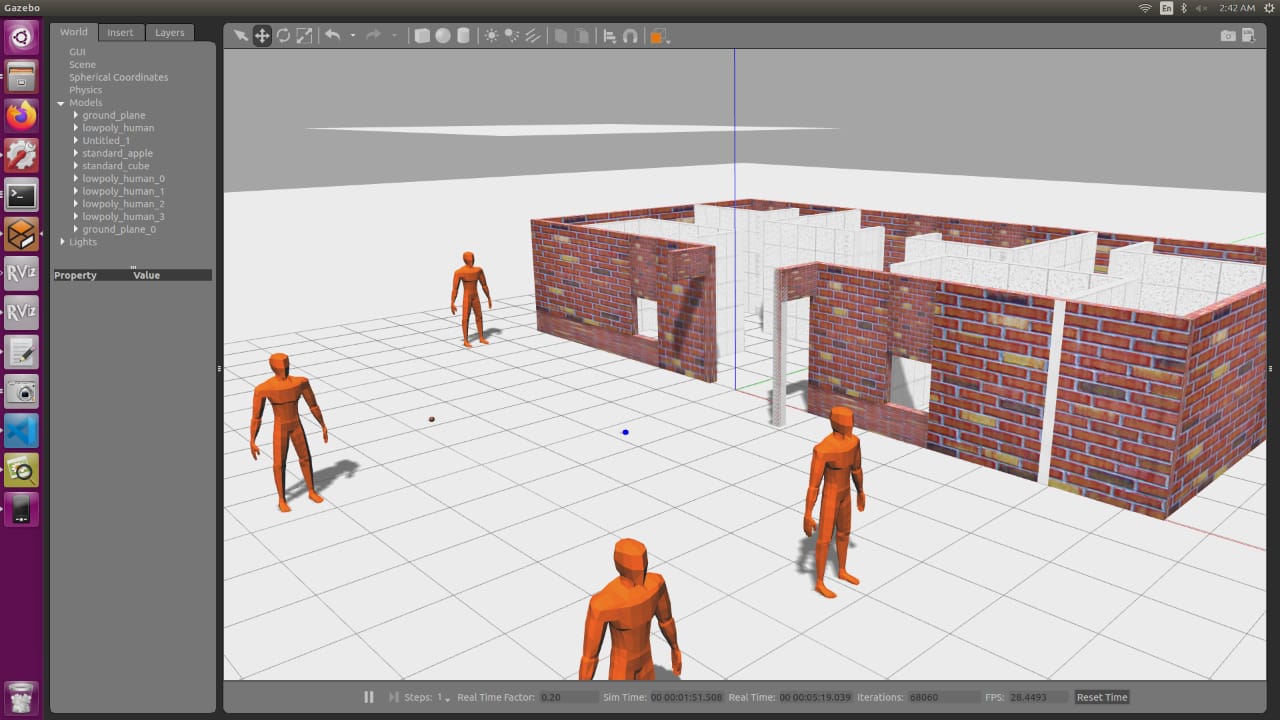 Gazebo
En
2:42 AM
World Insert Layers
GUI
Scene
Spherical Coordinates
Physics
Models
ground_plane
lowpoly_human
Untitled_1
standard_apple
standard_cube
lowpoly_human_0
lowpoly_human_1
lowpoly_human_2
lowpoly_human_3
ground_plane_0
Lights
Property Value
RViz
RViz
Steps: 1 Real Time Factor: 0.20 Sim Time: 00 00:01:51.508 Real Time: 00 00:05:19.039 Iterations: 68060 FPS: 28.4493 Reset Time